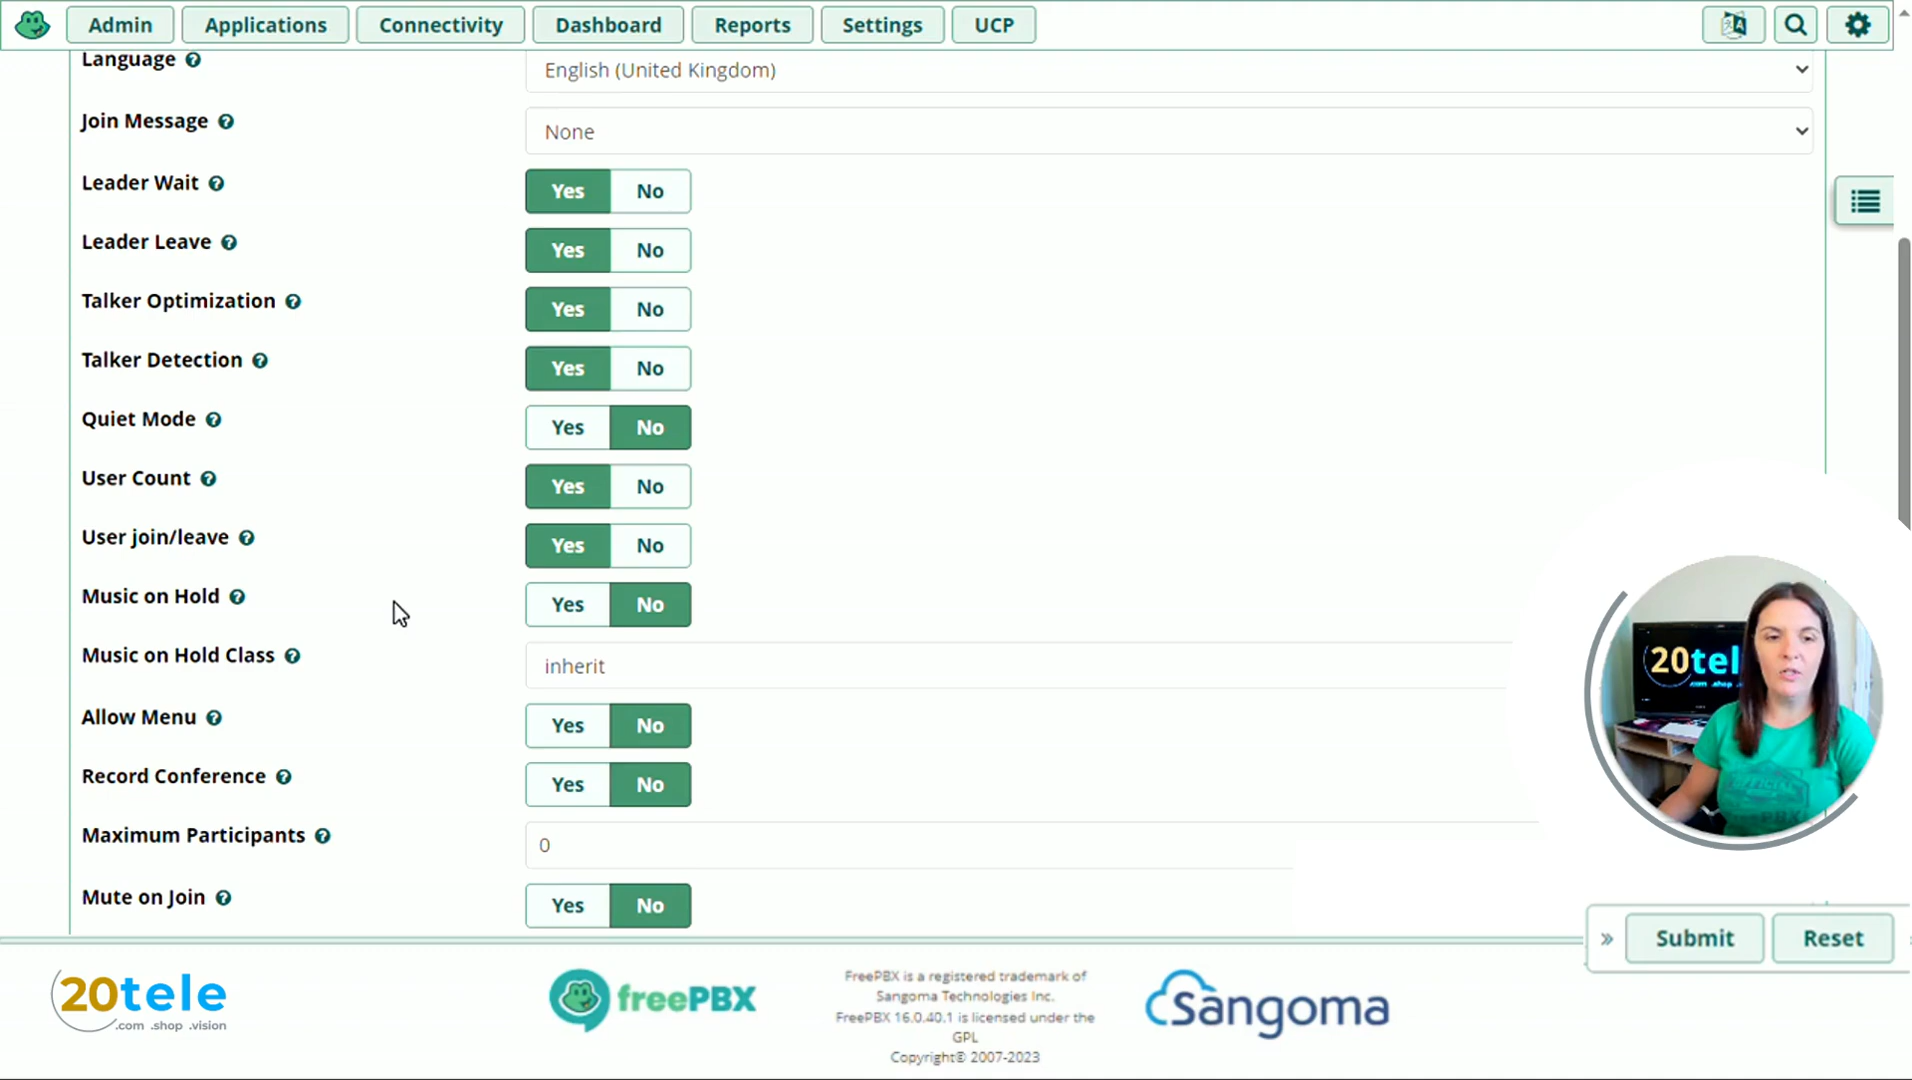 Admin
Applications
Connectivity
Dashboard
Reports
Settings
UCP
Language
English (United Kingdom)
Join Message
None
Leader Wait
Yes No
Leader Leave
Yes No
Talker Optimization
Yes No
Talker Detection
Yes No
Quiet Mode
Yes No
User Count
Yes No
User join/leave
Yes No
Music on Hold
Yes No
Music on Hold Class
inherit
Allow Menu
Yes No
Record Conference
Yes No
Maximum Participants
0
Mute on Join
Yes No
20tel
.com .shop
Submit
Reset
20tele
.com .shop .vision
freePBX
FreePBX is a registered trademark of
Sangoma Technologies Inc.
FreePBX 16.0.40.1 is licensed under the
GPL
Copyright© 2007-2023
Sangoma